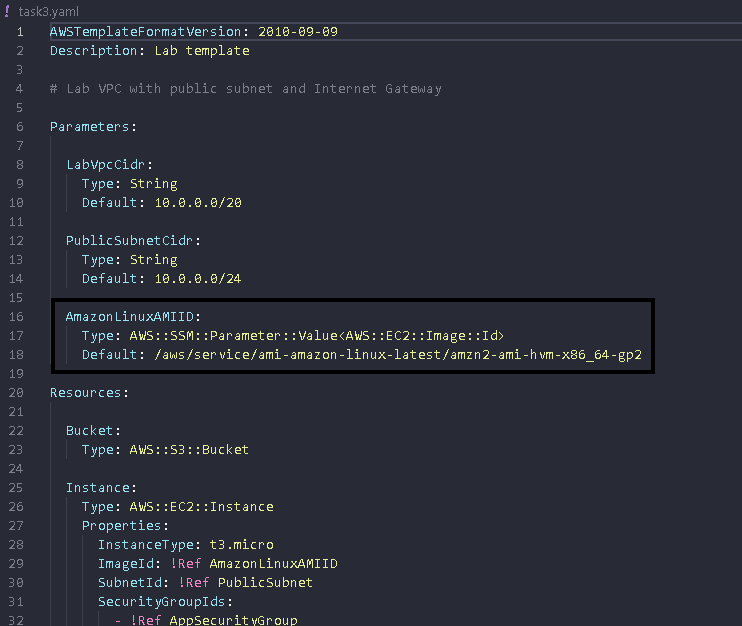 ! task3.yaml
1 AWSTemplateFormatVersion: 2010-09-09
2 Description: Lab template
3
4 # Lab VPC with public subnet and Internet Gateway
5
6 Parameters:
7
8 LabVpcCidr:
9 Type: String
10 Default: 10.0.0.0/20
11
12 PublicSubnetCidr:
13 Type: String
14 Default: 10.0.0.0/24
15
16 AmazonLinuxAMIID:
17 Type: AWS::SSM::Parameter::Value<AWS::EC2::Image::Id>
18 Default: /aws/service/ami-amazon-linux-latest/amzn2-ami-hvm-x86_64-gp2
19
20 Resources:
21
22 Bucket:
23 Type: AWS::S3::Bucket
24
25 Instance:
26 Type: AWS::EC2::Instance
27 Properties:
28 InstanceType: t3.micro
29 ImageId: !Ref AmazonLinuxAMIID
30 SubnetId: !Ref PublicSubnet
31 SecurityGroupIds:
32 - !Ref AppSecurityGroup